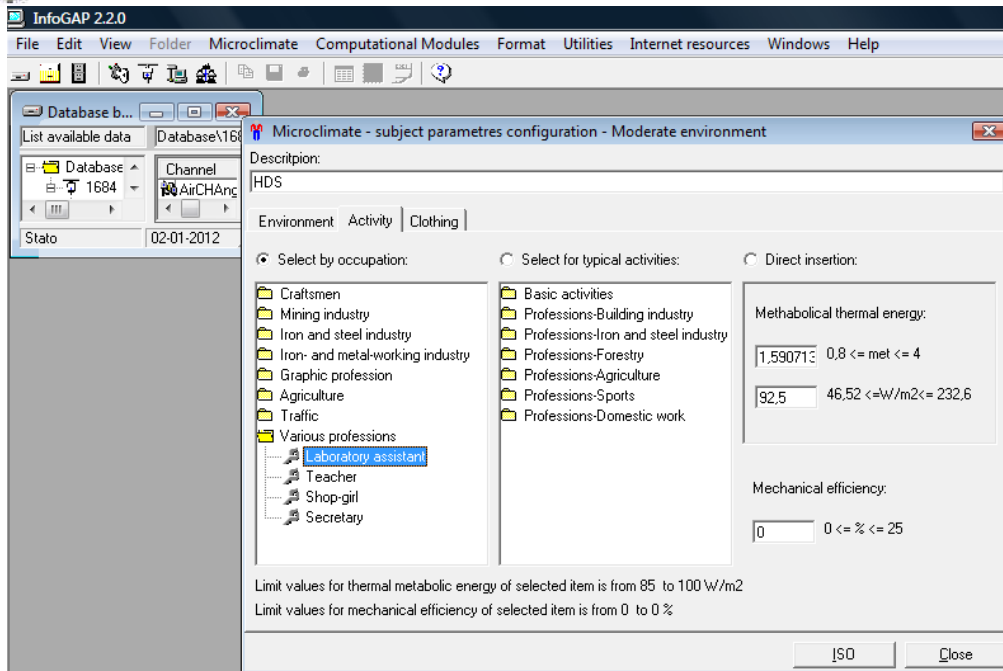 InfoGAP 2.2.0
File Edit View Folder Microclimate Computational Modules Format Utilities Internet resources Windows Help
Database b...
List available data Database\168
Database
1684
Channel
AirCHAng
Stato 02-01-2012
Microclimate - subject parametres configuration - Moderate environment
Descritpion:
HDS
Environment Activity Clothing
Select by occupation:
Craftsmen
Mining industry
Iron and steel industry
Iron- and metal-working industry
Graphic profession
Agriculture
Traffic
Various professions
Laboratory assistant
Teacher
Shop-girl
Secretary
Select for typical activities:
Basic activities
Professions-Building industry
Professions-Iron and steel industry
Professions-Forestry
Professions-Agriculture
Professions-Sports
Professions-Domestic work
Direct insertion:
Methabolical thermal energy:
1,590713 0,8 <= met <= 4
92,5 46,52 <=W/m2<= 232,6
Mechanical efficiency:
0 0 <= % <= 25
Limit values for thermal metabolic energy of selected item is from 85 to 100 W/m2
Limit values for mechanical efficiency of selected item is from 0 to 0 %
ISO Close